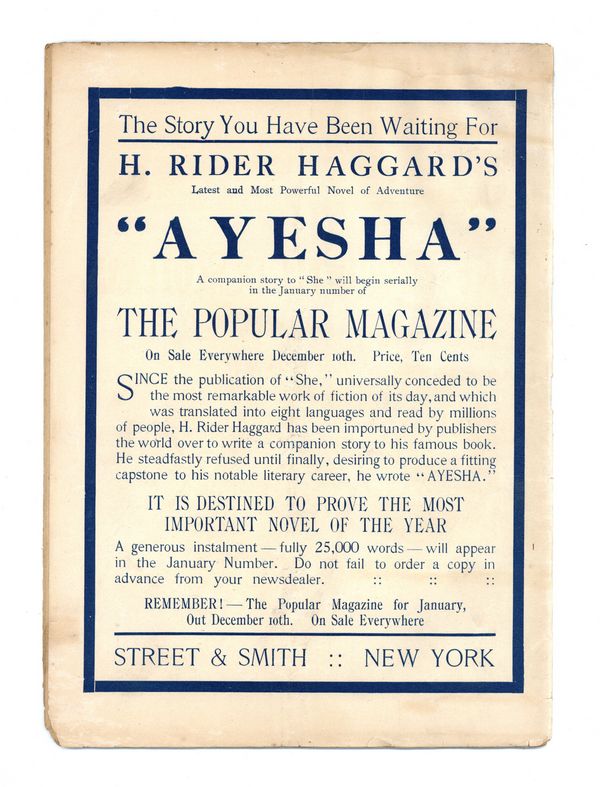 The Story You Have Been Waiting For
H. RIDER HAGGARD'S
Latest and Most Powerful Novel of Adventure
“AYESHA”
A companion story to “She” will begin serially
in the January number of
THE POPULAR MAGAZINE
On Sale Everywhere December 10th. Price, Ten Cents
SINCE the publication of “She,” universally conceded to be
the most remarkable work of fiction of its day, and which
was translated into eight languages and read by millions
of people, H. Rider Haggard has been importuned by publishers
the world over to write a companion story to his famous book.
He steadfastly refused until finally, desiring to produce a fitting
capstone to his notable literary career, he wrote “AYESHA.”
IT IS DESTINED TO PROVE THE MOST
IMPORTANT NOVEL OF THE YEAR
A generous instalment — fully 25,000 words — will appear
in the January Number. Do not fail to order a copy in
advance from your newsdealer. :: :: ::
REMEMBER! — The Popular Magazine for January,
Out December 10th. On Sale Everywhere
STREET & SMITH :: NEW YORK